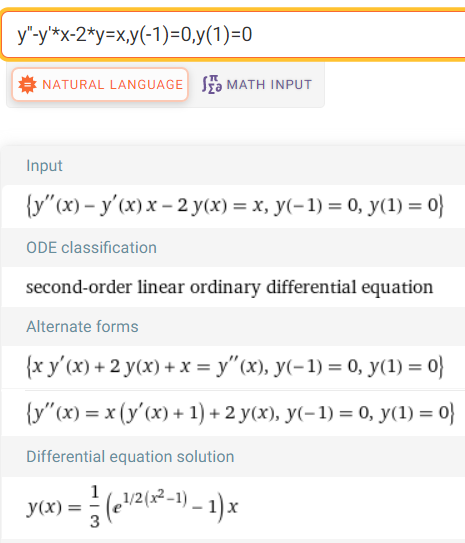 y"-y'*x-2*y=x,y(-1)=0,y(1)=0
NATURAL LANGUAGE ∫π Σ∂ MATH INPUT
Input
{y′′(x) − y′(x) x − 2 y(x) = x, y(−1) = 0, y(1) = 0}
ODE classification
second-order linear ordinary differential equation
Alternate forms
{x y′(x) + 2 y(x) + x = y′′(x), y(−1) = 0, y(1) = 0}
{y′′(x) = x (y′(x) + 1) + 2 y(x), y(−1) = 0, y(1) = 0}
Differential equation solution
y(x) = 1/3 (e^(1/2 (x²−1)) − 1) x